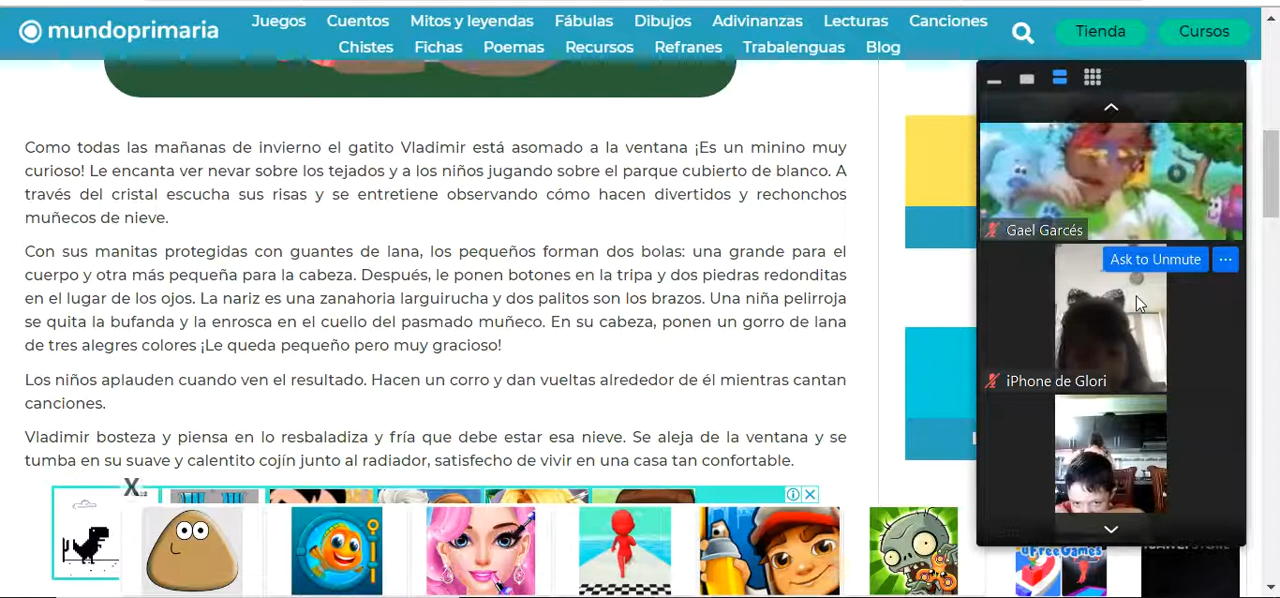 mundoprimaria
Juegos Cuentos Mitos y leyendas Fábulas Dibujos Adivinanzas Lecturas Canciones
Chistes Fichas Poemas Recursos Refranes Trabalenguas Blog
Tienda Cursos
Como todas las mañanas de invierno el gatito Vladimir está asomado a la ventana ¡Es un minino muy
curioso! Le encanta ver nevar sobre los tejados y a los niños jugando sobre el parque cubierto de blanco. A
través del cristal escucha sus risas y se entretiene observando cómo hacen divertidos y rechonchos
muñecos de nieve.
Con sus manitas protegidas con guantes de lana, los pequeños forman dos bolas: una grande para el
cuerpo y otra más pequeña para la cabeza. Después, le ponen botones en la tripa y dos piedras redonditas
en el lugar de los ojos. La nariz es una zanahoria larguirucha y dos palitos son los brazos. Una niña pelirroja
se quita la bufanda y la enrosca en el cuello del pasmado muñeco. En su cabeza, ponen un gorro de lana
de tres alegres colores ¡Le queda pequeño pero muy gracioso!
Los niños aplauden cuando ven el resultado. Hacen un corro y dan vueltas alrededor de él mientras cantan
canciones.
Vladimir bosteza y piensa en lo resbaladiza y fría que debe estar esa nieve. Se aleja de la ventana y se
tumba en su suave y calentito cojín junto al radiador, satisfecho de vivir en una casa tan confortable.
Gael Garcés
Ask to Unmute ...
iPhone de Glori
X
uFreeGames